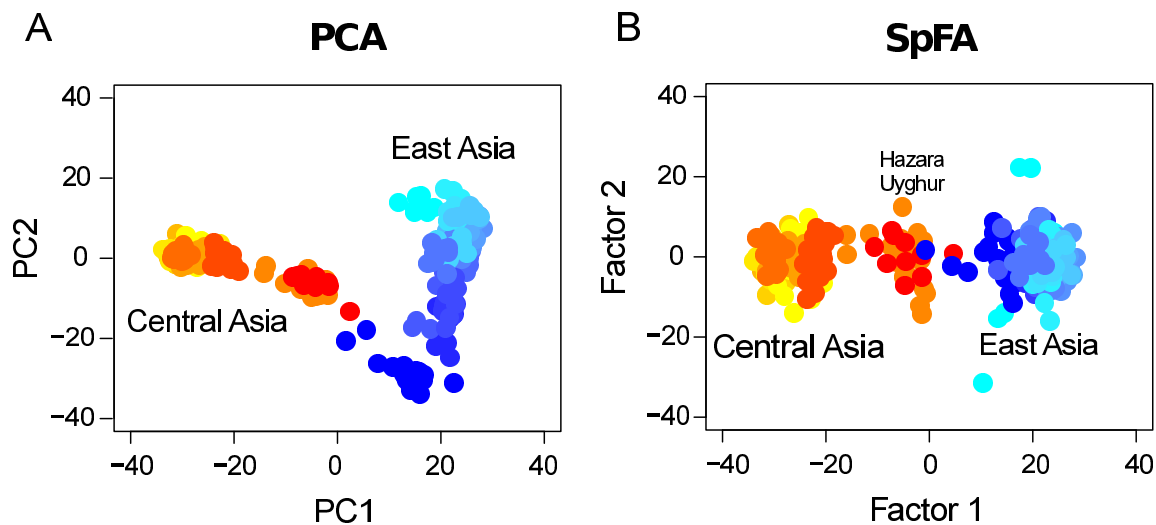 A
PCA
40
20
0
−20
−40
PC2
East Asia
Central Asia
−40
−20
0
20
40
PC1
B
SpFA
40
20
0
−20
−40
Factor 2
Hazara
Uyghur
Central Asia
East Asia
−40
−20
0
20
40
Factor 1